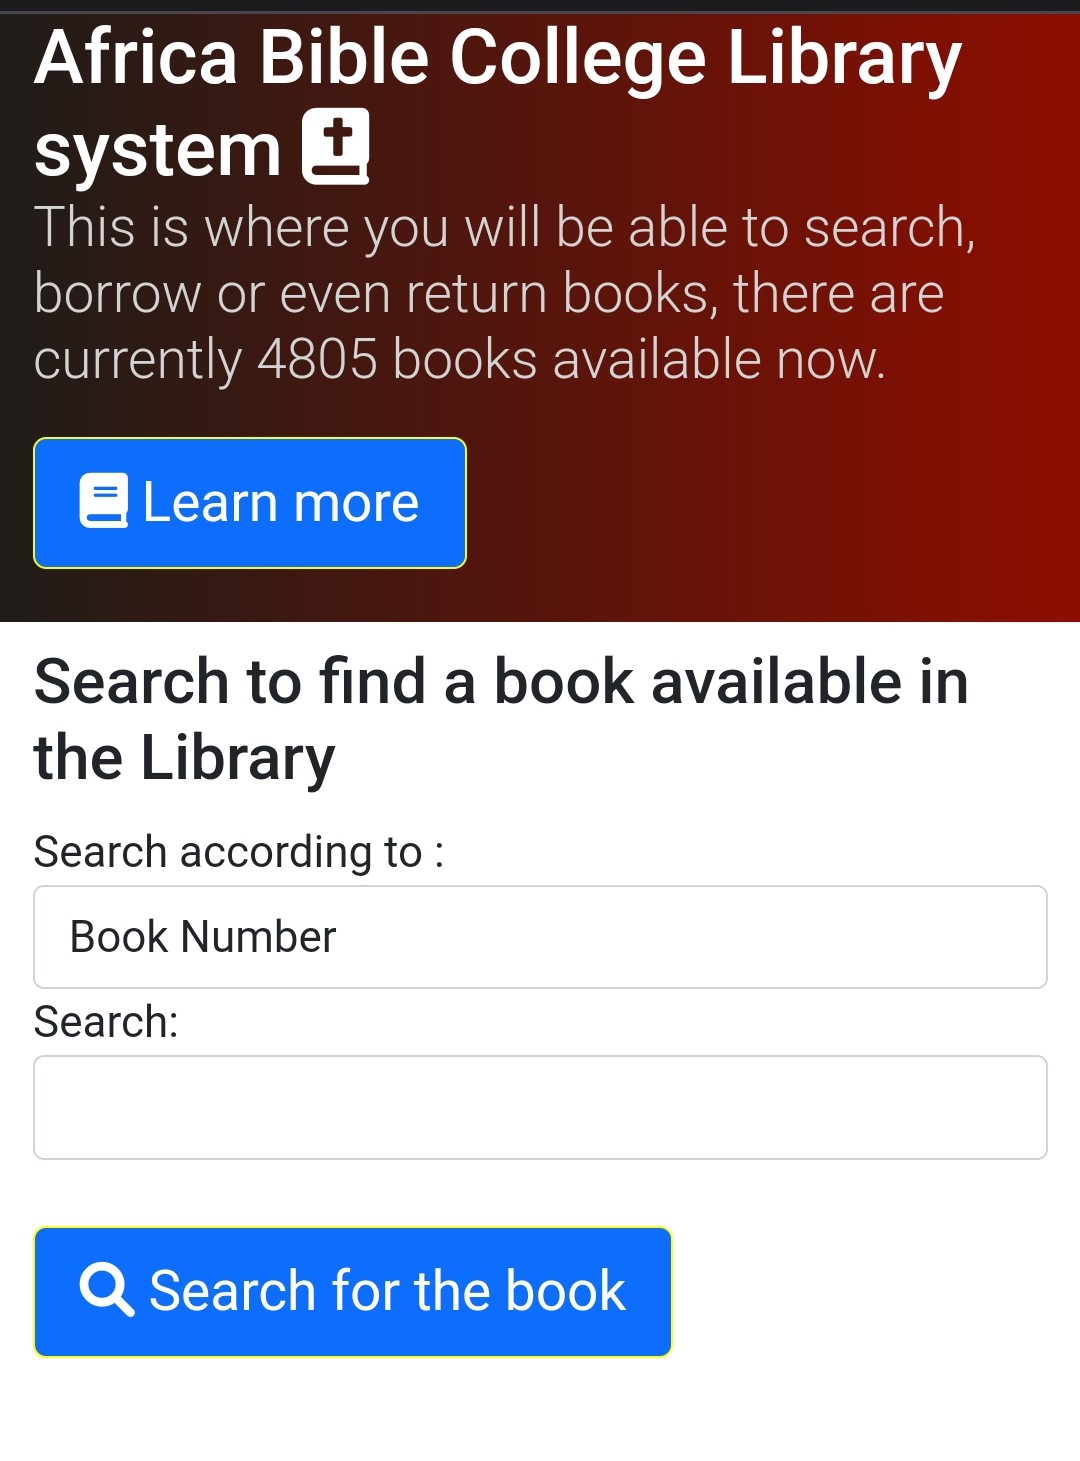 Africa Bible College Library
system
This is where you will be able to search,
borrow or even return books, there are
currently 4805 books available now.
Learn more
Search to find a book available in
the Library
Search according to :
Book Number
Search:
Search for the book